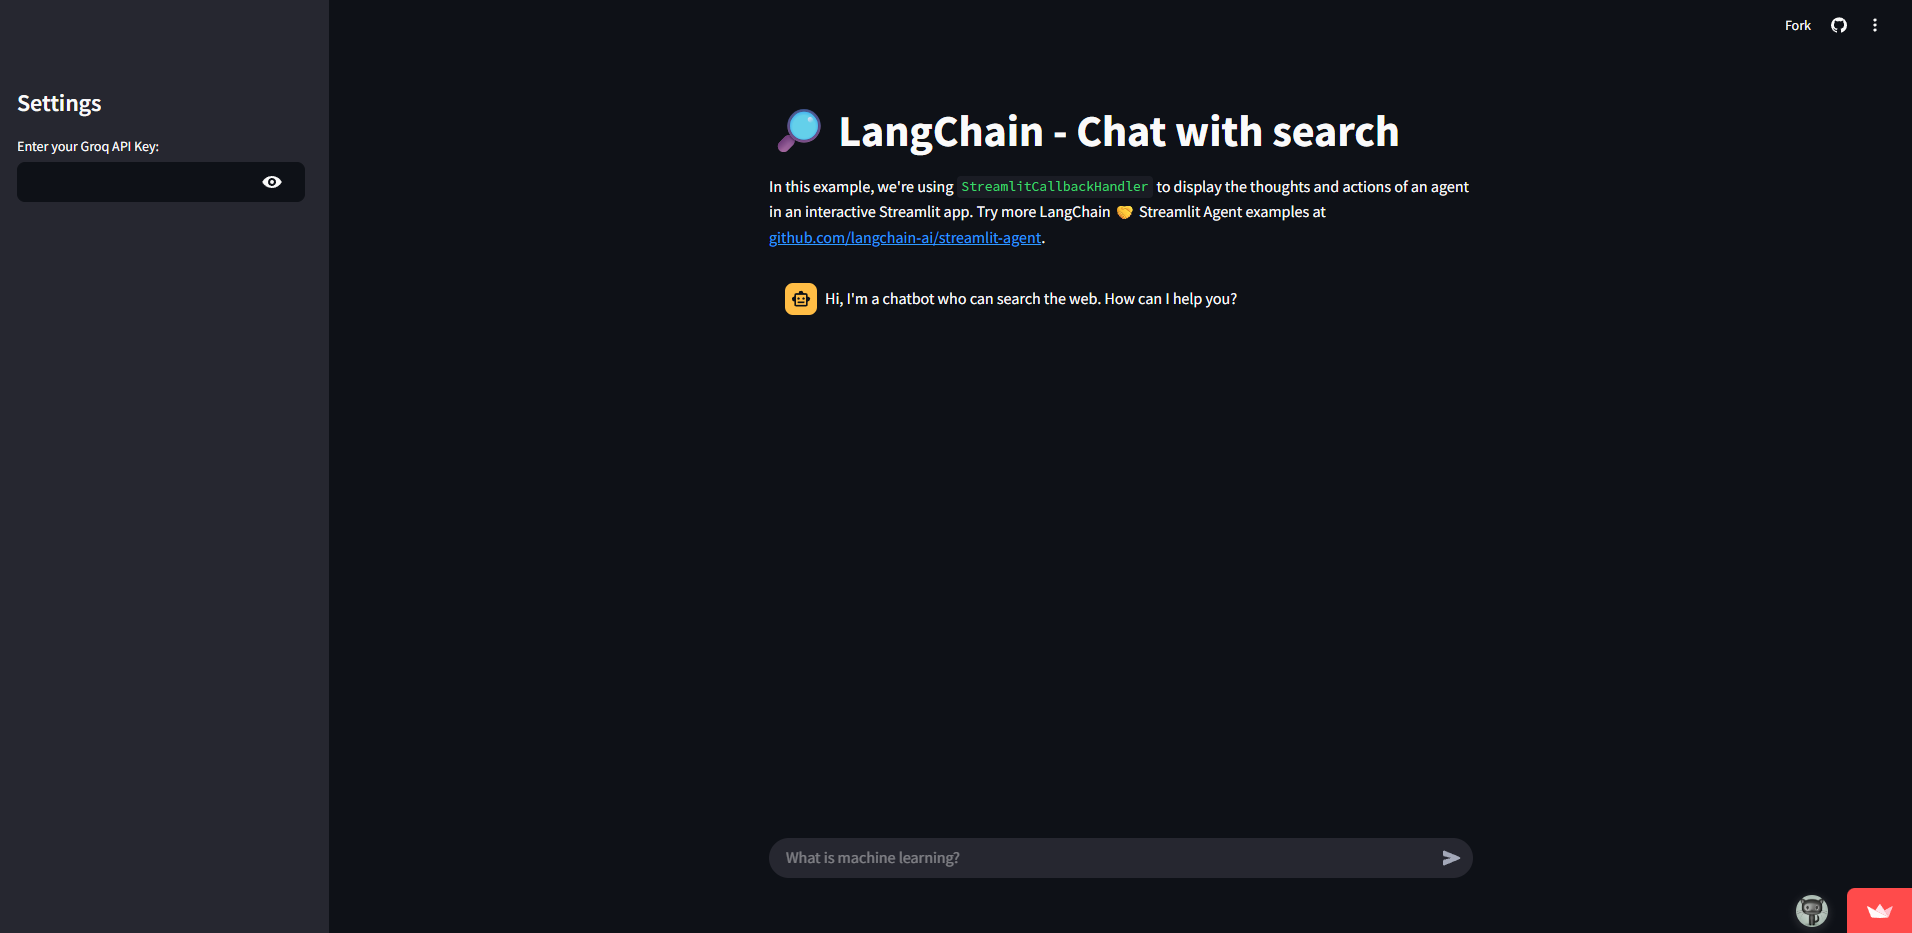 Fork
Settings
Enter your Groq API Key:
LangChain - Chat with search
In this example, we're using StreamlitCallbackHandler to display the thoughts and actions of an agent
in an interactive Streamlit app. Try more LangChain 🤝 Streamlit Agent examples at
github.com/langchain-ai/streamlit-agent.
Hi, I'm a chatbot who can search the web. How can I help you?
What is machine learning?